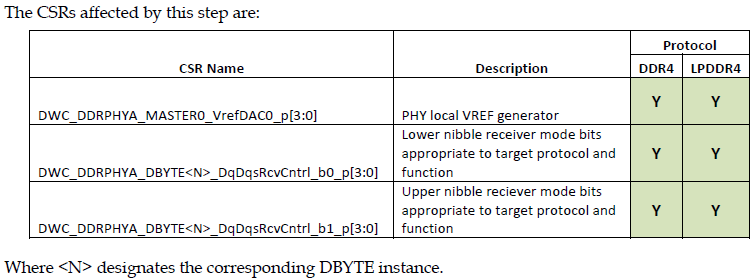 The CSRs affected by this step are:
Protocol
CSR Name Description DDR4 LPDDR4
DWC_DDRPHYA_MASTER0_VrefDAC0_p[3:0] PHY local VREF generator Y Y
Lower nibble receiver mode bits
appropriate to target protocol and
DWC_DDRPHYA_DBYTE<N>_DqDqsRcvCntrl_b0_p[3:0] function Y Y
Upper nibble reciever mode bits
appropriate to target protocol and
DWC_DDRPHYA_DBYTE<N>_DqDqsRcvCntrl_b1_p[3:0] function Y Y
Where <N> designates the corresponding DBYTE instance.